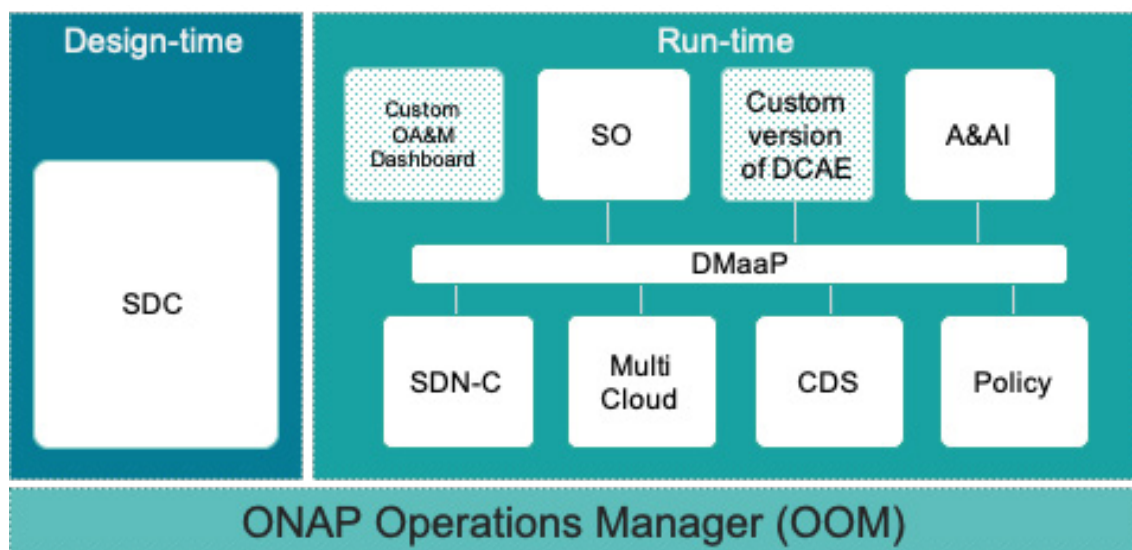 Design-time
SDC
Run-time
Custom
OA&M
Dashboard
SO
Custom
version
of DCAE
A&AI
DMaaP
SDN-C
Multi
Cloud
CDS
Policy
ONAP Operations Manager (OOM)